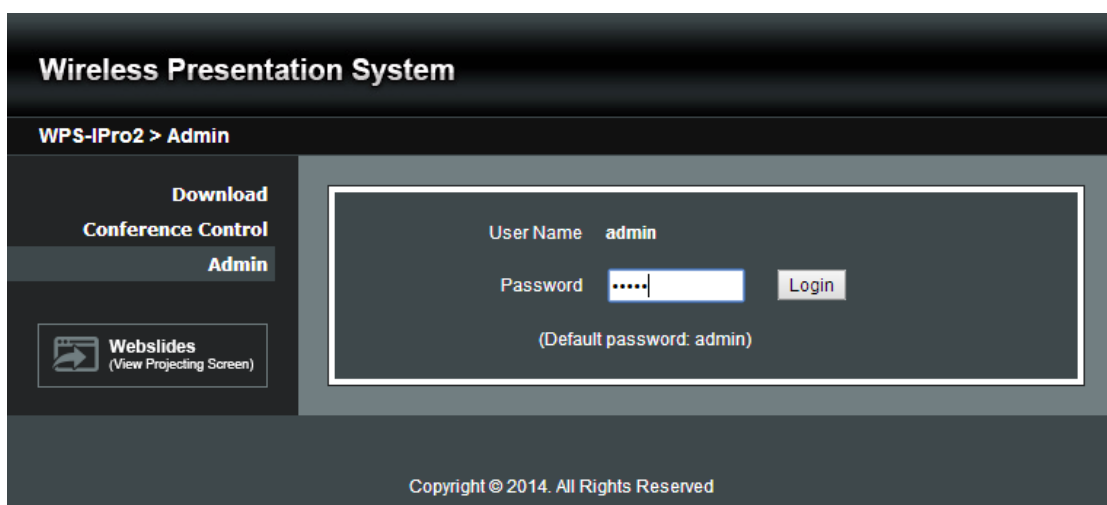 Wireless Presentation System
WPS-IPro2 > Admin
Download
Conference Control
Admin
Webslides
(View Projecting Screen)
User Name admin
Password ••••• Login
(Default password: admin)
Copyright © 2014. All Rights Reserved